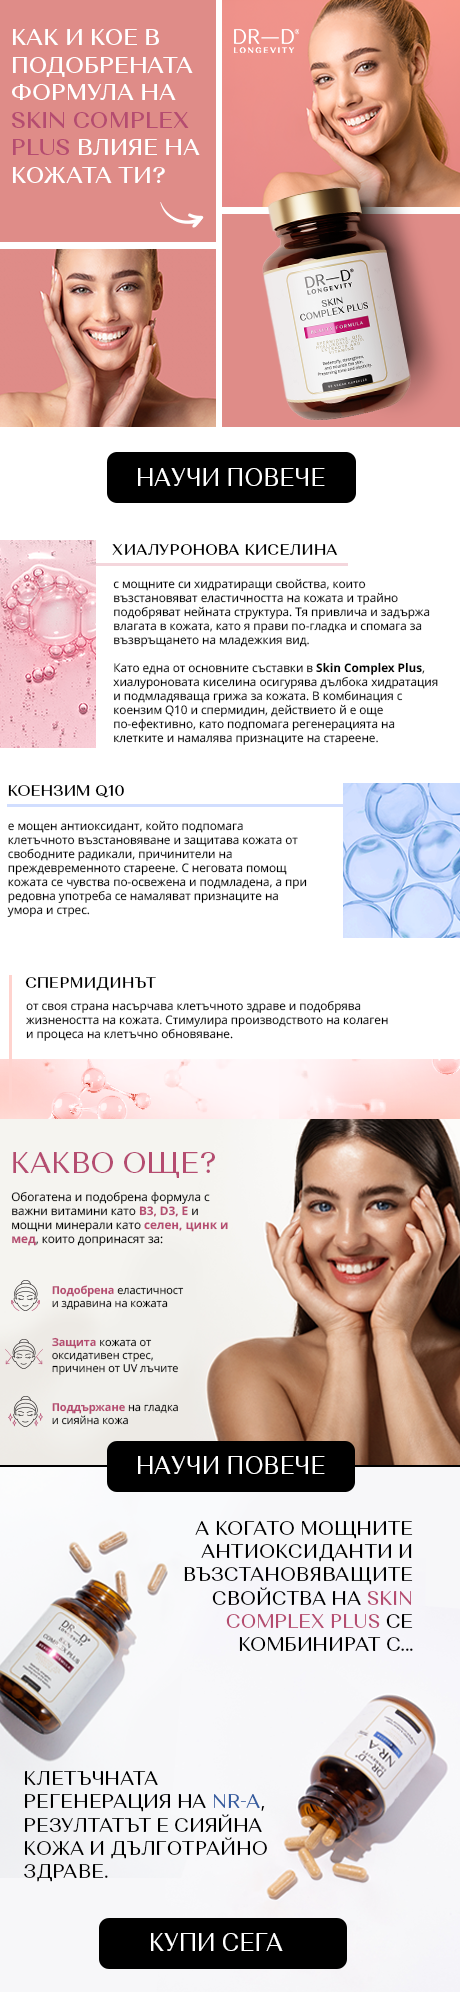 КАК И КОЕ В
ПОДОБРЕНАТА
ФОРМУЛА НА
SKIN COMPLEX
PLUS ВЛИЯЕ НА
КОЖАТА ТИ?
DR—D®
LONGEVITY
DR—D®
LONGEVITY
SKIN
COMPLEX PLUS
BEAUTY FORMULA
НАУЧИ ПОВЕЧЕ
ХИАЛУРОНОВА КИСЕЛИНА
с мощните си хидратиращи свойства, които
възстановяват еластичността на кожата и трайно
подобряват нейната структура. Тя привлича и задържа
влагата в кожата, като я прави по-гладка и спомага за
възвръщането на младежкия вид.
Като една от основните съставки в Skin Complex Plus,
хиалуроновата киселина осигурява дълбока хидратация
и подмладяваща грижа за кожата. В комбинация с
коензим Q10 и спермидин, действието й е още
по-ефективно, като подпомага регенерацията на
клетките и намалява признаците на стареене.
КОЕНЗИМ Q10
е мощен антиоксидант, който подпомага
клетъчното възстановяване и защитава кожата от
свободните радикали, причинители на
преждевременното стареене. С неговата помощ
кожата се чувства по-освежена и подмладена, а при
редовна употреба се намаляват признаците на
умора и стрес.
СПЕРМИДИНЪТ
от своя страна насърчава клетъчното здраве и подобрява
жизнеността на кожата. Стимулира производството на колаген
и процеса на клетъчно обновяване.
КАКВО ОЩЕ?
Обогатена и подобрена формула с
важни витамини като B3, D3, E и
мощни минерали като селен, цинк и
мед, които допринасят за:
Подобрена еластичност
и здравина на кожата
Защита кожата от
оксидативен стрес,
причинен от UV лъчите
Поддържане на гладка
и сияйна кожа
НАУЧИ ПОВЕЧЕ
А КОГАТО МОЩНИТЕ
АНТИОКСИДАНТИ И
ВЪЗСТАНОВЯВАЩИТЕ
СВОЙСТВА НА SKIN
COMPLEX PLUS СЕ
КОМБИНИРАТ С...
DR—D®
LONGEVITY
SKIN
COMPLEX PLUS
DR—D®
LONGEVITY
NR-A
КЛЕТЪЧНАТА
РЕГЕНЕРАЦИЯ НА NR-A,
РЕЗУЛТАТЪТ Е СИЯЙНА
КОЖА И ДЪЛГОТРАЙНО
ЗДРАВЕ.
КУПИ СЕГА